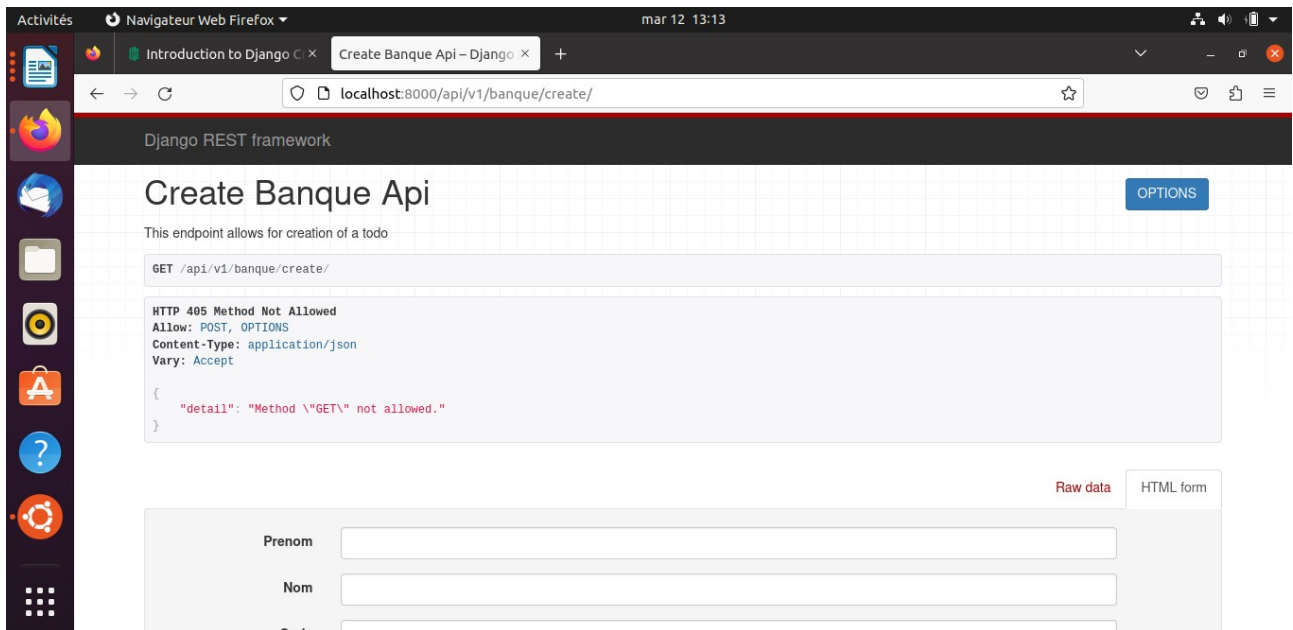 Activités Navigateur Web Firefox mar 12 13:13
Introduction to Django C Create Banque Api – Django
localhost:8000/api/v1/banque/create/
Django REST framework
Create Banque Api
OPTIONS
This endpoint allows for creation of a todo
GET /api/v1/banque/create/
HTTP 405 Method Not Allowed
Allow: POST, OPTIONS
Content-Type: application/json
Vary: Accept
{
"detail": "Method \"GET\" not allowed."
}
Raw data HTML form
Prenom
Nom